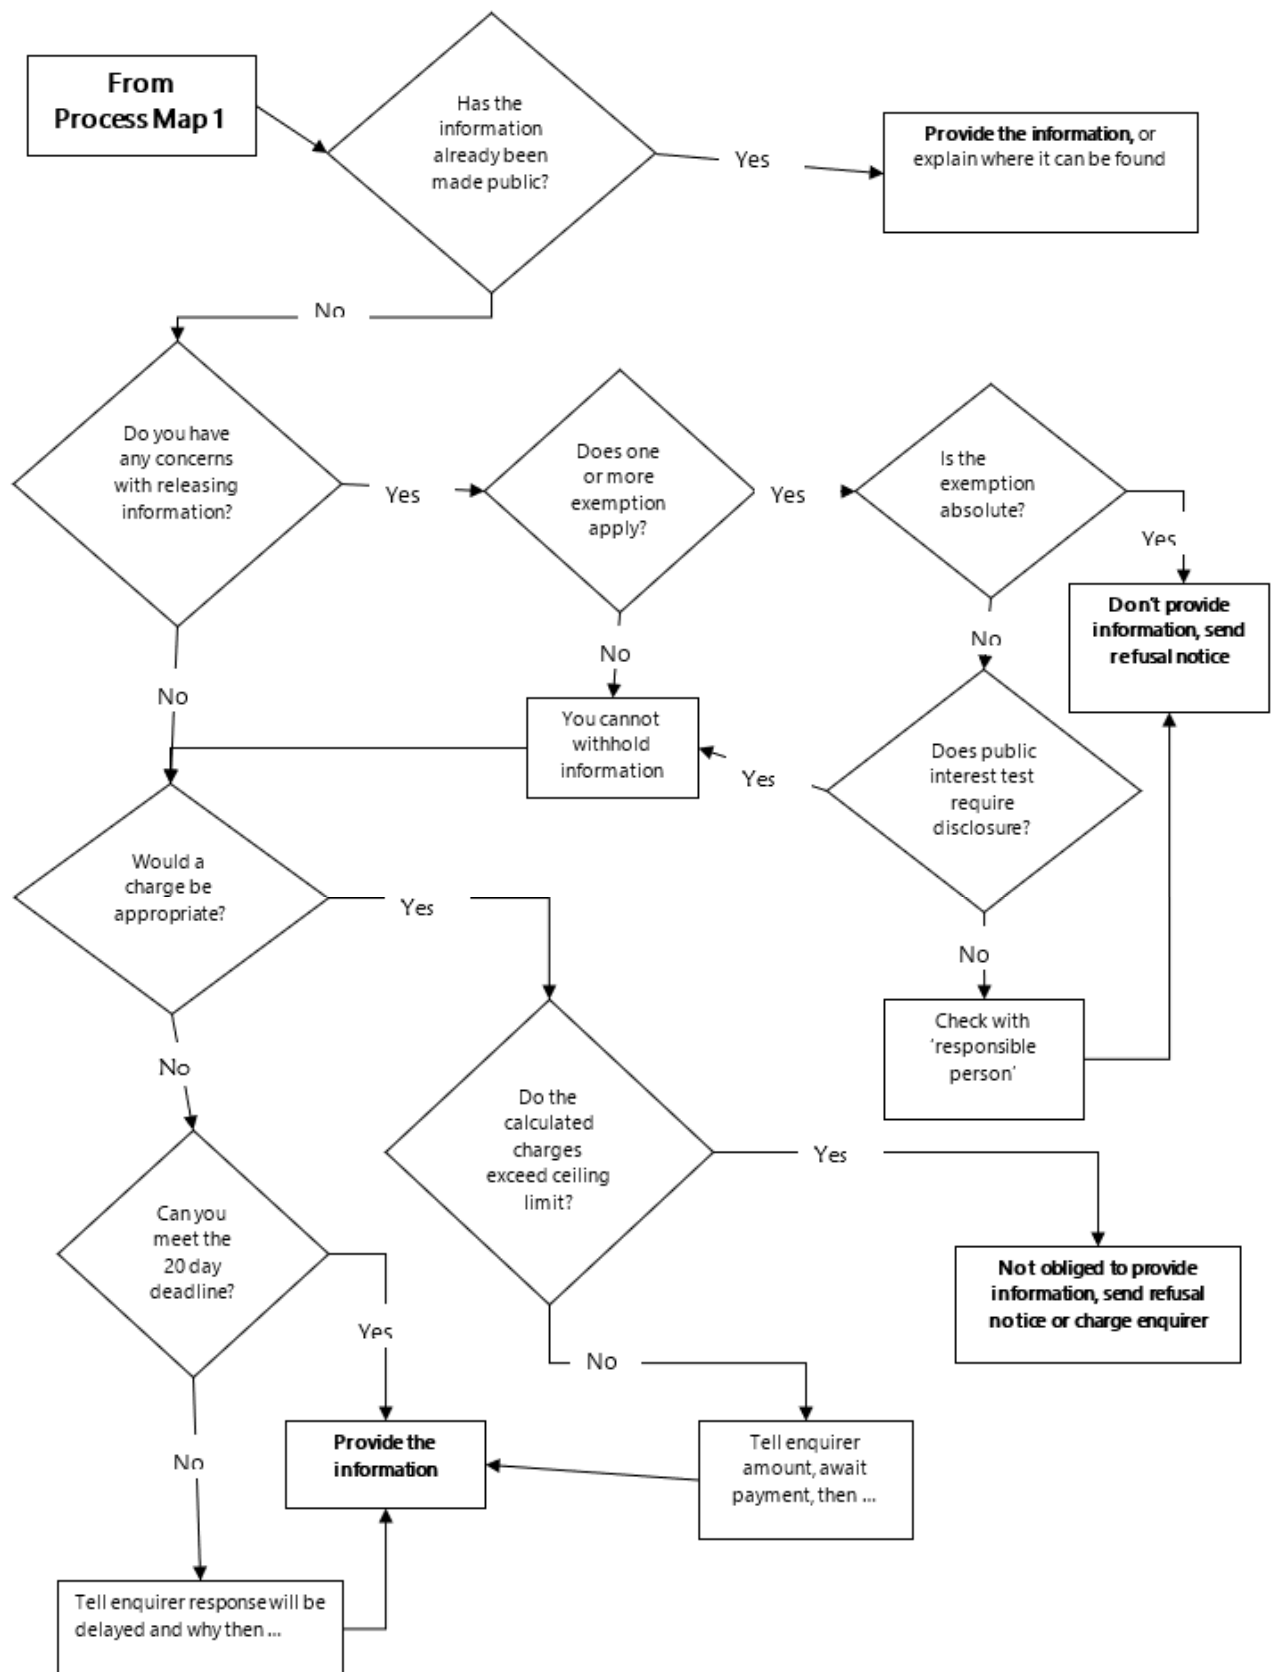 From
Process Map 1
Has the
information
already been
made public?
Yes
Provide the information, or
explain where it can be found
No
Do you have
any concerns
with releasing
information?
Yes
Does one
or more
exemption
apply?
Yes
Is the
exemption
absolute?
Yes
Don't provide
information, send
refusal notice
No
No
No
You cannot
withhold
information
Yes
Does public
interest test
require
disclosure?
Would a
charge be
appropriate?
Yes
No
Check with
‘responsible
person’
No
Do the
calculated
charges
exceed ceiling
limit?
Yes
Can you
meet the
20 day
deadline?
Not obliged to provide
information, send refusal
notice or charge enquirer
Yes
No
No
Provide the
information
Tell enquirer
amount, await
payment, then ...
Tell enquirer response will be
delayed and why then ...